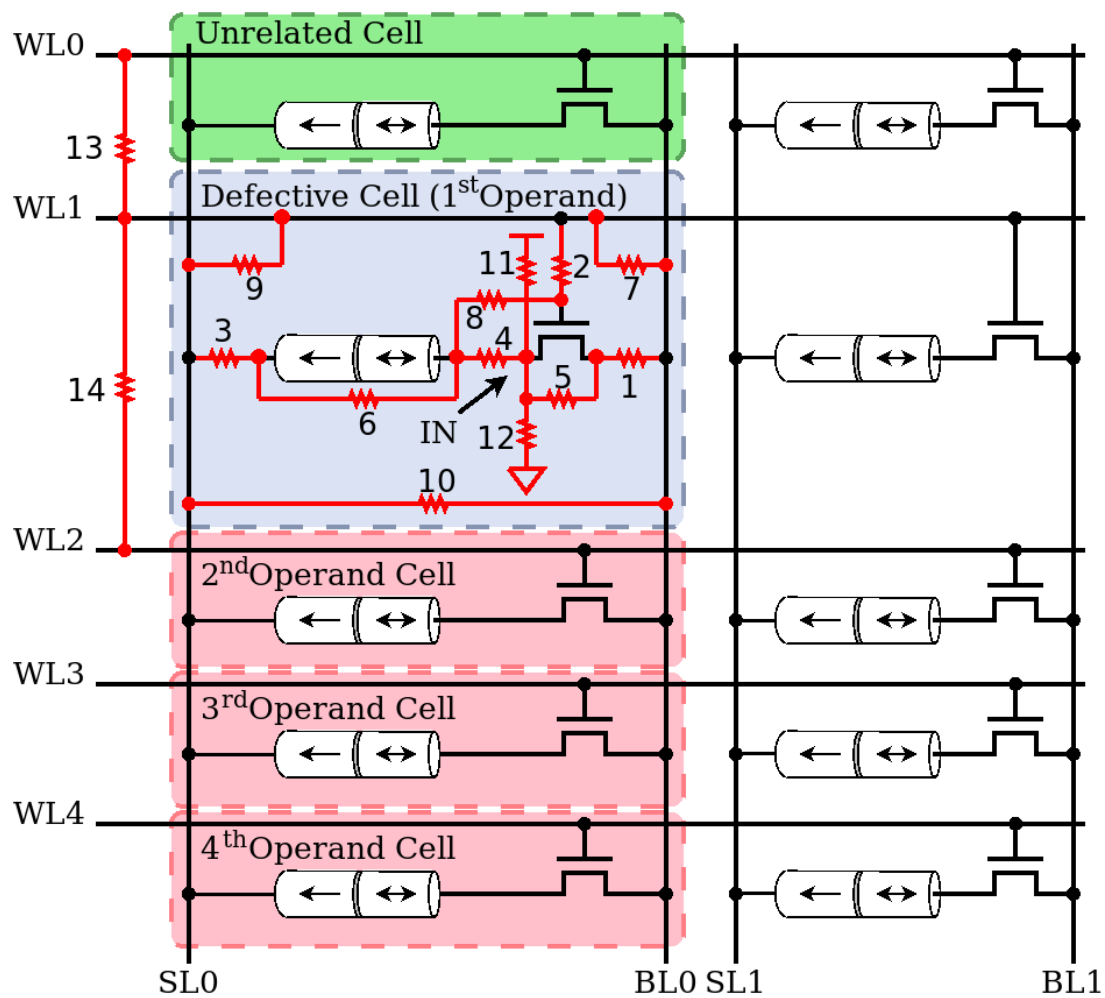 WL0
Unrelated Cell
13
WL1
Defective Cell (1stOperand)
11
2
9
7
8
3
4
5
1
14
6
IN
12
10
WL2
2ndOperand Cell
WL3
3rdOperand Cell
WL4
4thOperand Cell
SL0
BL0
SL1
BL1